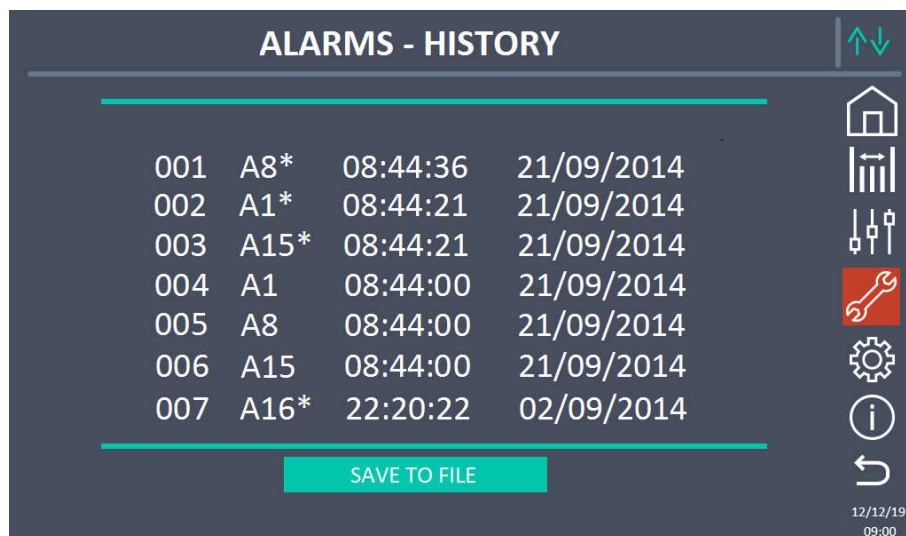 ALARMS - HISTORY
001 A8* 08:44:36 21/09/2014
002 A1* 08:44:21 21/09/2014
003 A15* 08:44:21 21/09/2014
004 A1 08:44:00 21/09/2014
005 A8 08:44:00 21/09/2014
006 A15 08:44:00 21/09/2014
007 A16* 22:20:22 02/09/2014
SAVE TO FILE
12/12/19
09:00